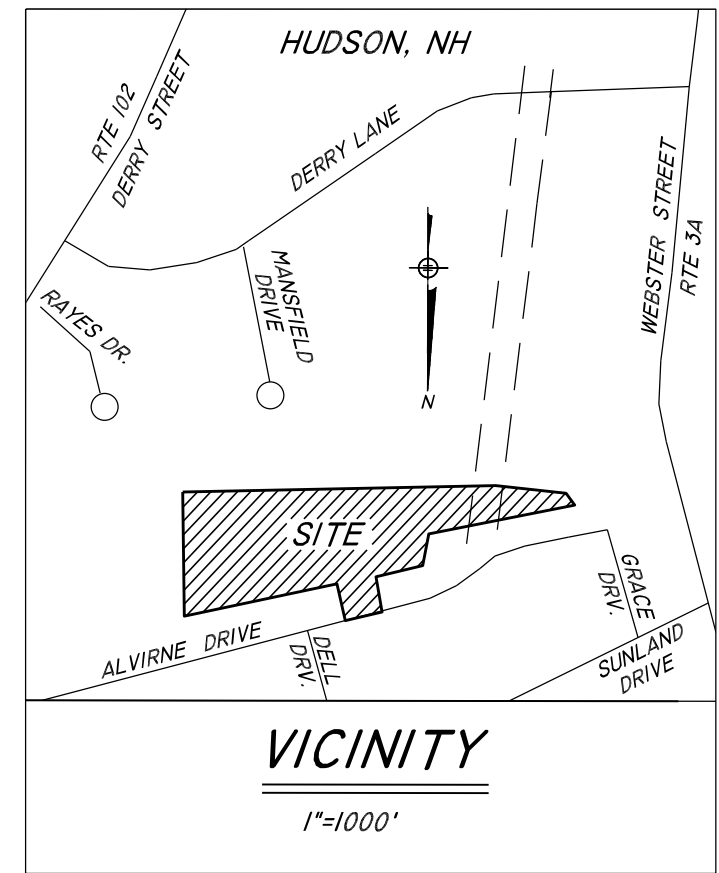 HUDSON, NH
RTE 102
DERRY STREET
DERRY LANE
WEBSTER STREET
RTE 3A
MANSFIELD
DRIVE
RAYES DR.
N
SITE
GRACE
DRV.
ALVIRNE DRIVE
DELL
DRV.
SUNLAND
DRIVE
VICINITY
1"=1000'